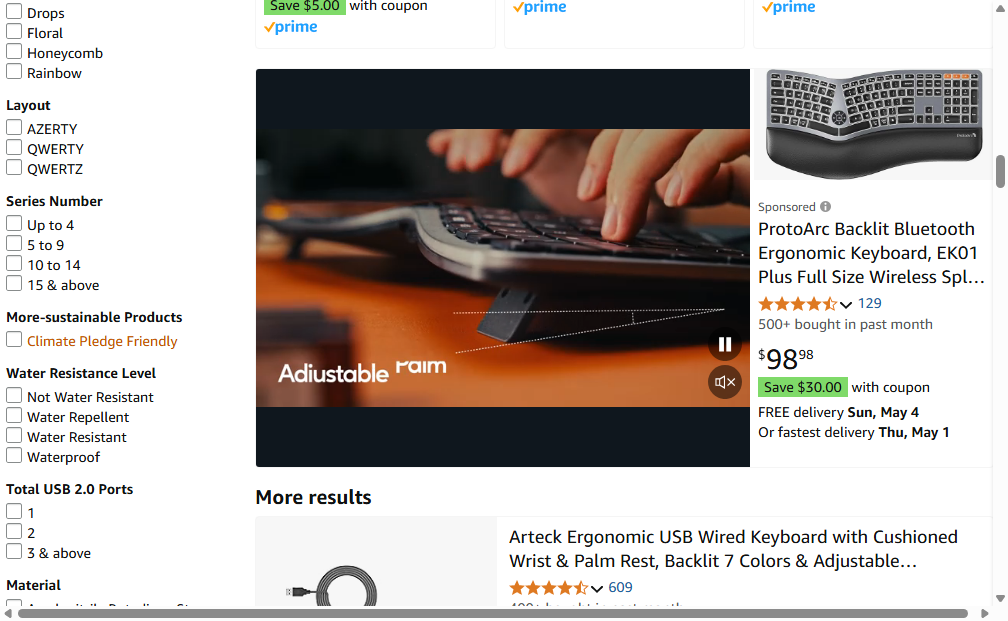 Drops
Floral
Honeycomb
Rainbow
Layout
AZERTY
QWERTY
QWERTZ
Series Number
Up to 4
5 to 9
10 to 14
15 & above
More-sustainable Products
Climate Pledge Friendly
Water Resistance Level
Not Water Resistant
Water Repellent
Water Resistant
Waterproof
Total USB 2.0 Ports
1
2
3 & above
Material
Save $5.00 with coupon
prime
prime
prime
Adjustable Palm
Sponsored
ProtoArc Backlit Bluetooth
Ergonomic Keyboard, EK01
Plus Full Size Wireless Spl…
129
500+ bought in past month
$98 98
Save $30.00 with coupon
FREE delivery Sun, May 4
Or fastest delivery Thu, May 1
More results
Arteck Ergonomic USB Wired Keyboard with Cushioned
Wrist & Palm Rest, Backlit 7 Colors & Adjustable…
609